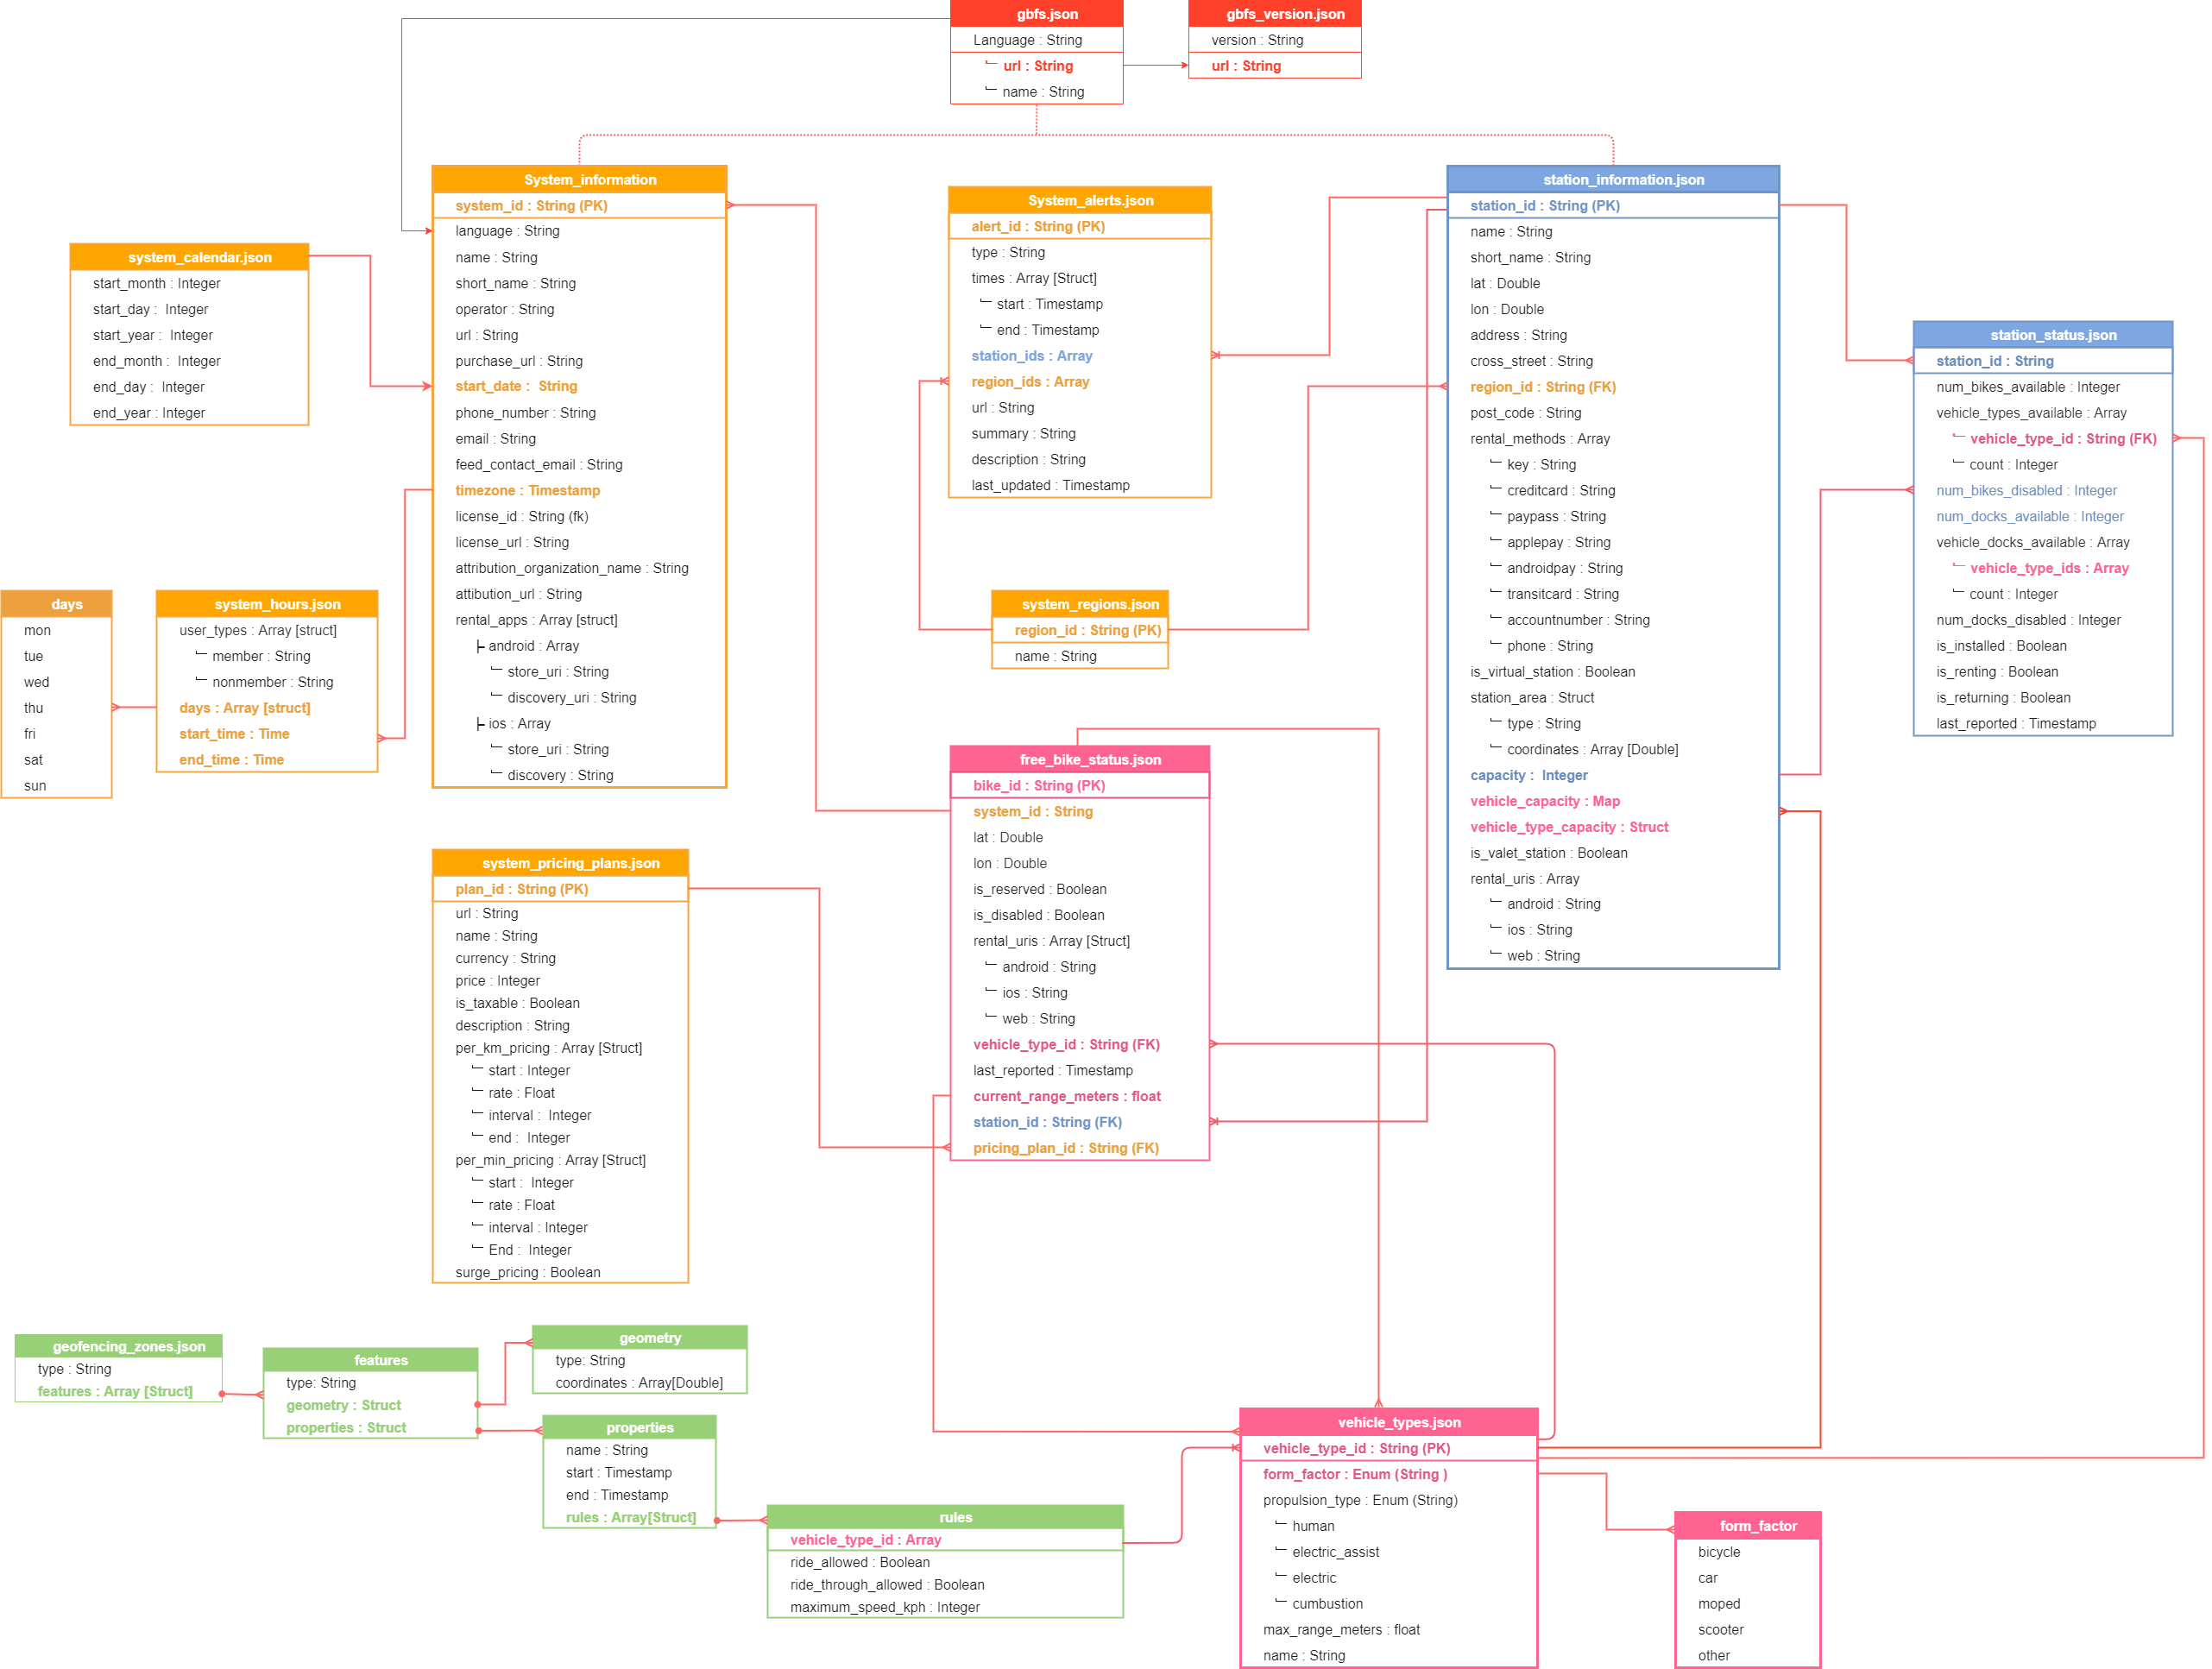 gbfs.json
Language : String
url : String
name : String
gbfs_version.json
version : String
url : String
System_information
system_id : String (PK)
language : String
name : String
short_name : String
operator : String
url : String
purchase_url : String
start_date :  String
phone_number : String
email : String
feed_contact_email : String
timezone : Timestamp
license_id : String (fk)
license_url : String
attribution_organization_name : String
attibution_url : String
rental_apps : Array [struct]
android : Array
store_uri : String
discovery_uri : String
ios : Array
store_uri : String
discovery : String
system_calendar.json
start_month : Integer
start_day :  Integer
start_year :  Integer
end_month :  Integer
end_day :  Integer
end_year : Integer
days
mon
tue
wed
thu
fri
sat
sun
system_hours.json
user_types : Array [struct]
member : String
nonmember : String
days : Array [struct]
start_time : Time
end_time : Time
System_alerts.json
alert_id : String (PK)
type : String
times : Array [Struct]
start : Timestamp
end : Timestamp
station_ids : Array
region_ids : Array
url : String
summary : String
description : String
last_updated : Timestamp
system_regions.json
region_id : String (PK)
name : String
station_information.json
station_id : String (PK)
name : String
short_name : String
lat : Double
lon : Double
address : String
cross_street : String
region_id : String (FK)
post_code : String
rental_methods : Array
key : String
creditcard : String
paypass : String
applepay : String
androidpay : String
transitcard : String
accountnumber : String
phone : String
is_virtual_station : Boolean
station_area : Struct
type : String
coordinates : Array [Double]
capacity :  Integer
vehicle_capacity : Map
vehicle_type_capacity : Struct
is_valet_station : Boolean
rental_uris : Array
android : String
ios : String
web : String
station_status.json
station_id : String
num_bikes_available : Integer
vehicle_types_available : Array
vehicle_type_id : String (FK)
count : Integer
num_bikes_disabled : Integer
num_docks_available : Integer
vehicle_docks_available : Array
vehicle_type_ids : Array
count : Integer
num_docks_disabled : Integer
is_installed : Boolean
is_renting : Boolean
is_returning : Boolean
last_reported : Timestamp
free_bike_status.json
bike_id : String (PK)
system_id : String
lat : Double
lon : Double
is_reserved : Boolean
is_disabled : Boolean
rental_uris : Array [Struct]
android : String
ios : String
web : String
vehicle_type_id : String (FK)
last_reported : Timestamp
current_range_meters : float
station_id : String (FK)
pricing_plan_id : String (FK)
system_pricing_plans.json
plan_id : String (PK)
url : String
name : String
currency : String
price : Integer
is_taxable : Boolean
description : String
per_km_pricing : Array [Struct]
start : Integer
rate : Float
interval :  Integer
end :  Integer
per_min_pricing : Array [Struct]
start :  Integer
rate : Float
interval : Integer
End :  Integer
surge_pricing : Boolean
geofencing_zones.json
type : String
features : Array [Struct]
features
type: String
geometry : Struct
properties : Struct
geometry
type: String
coordinates : Array[Double]
properties
name : String
start : Timestamp
end : Timestamp
rules : Array[Struct]
rules
vehicle_type_id : Array
ride_allowed : Boolean
ride_through_allowed : Boolean
maximum_speed_kph : Integer
vehicle_types.json
vehicle_type_id : String (PK)
form_factor : Enum (String )
propulsion_type : Enum (String)
human
electric_assist
electric
cumbustion
max_range_meters : float
name : String
form_factor
bicycle
car
moped
scooter
other